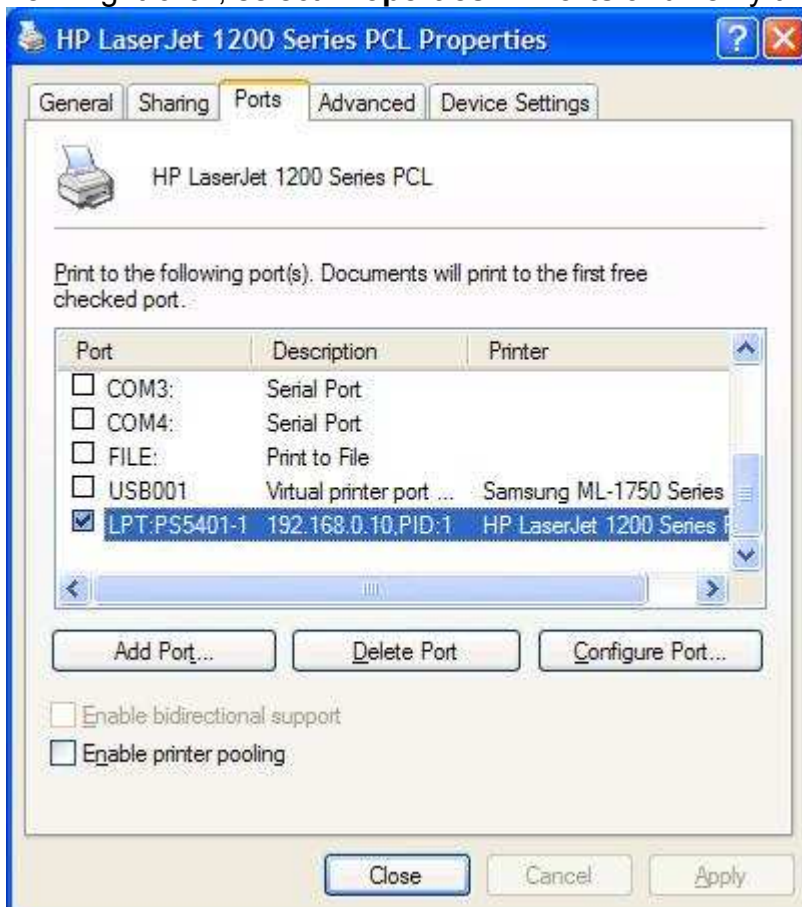 HP LaserJet 1200 Series PCL Properties
General Sharing Ports Advanced Device Settings
HP LaserJet 1200 Series PCL
Print to the following port(s). Documents will print to the first free
checked port.
Port Description Printer
COM3: Serial Port
COM4: Serial Port
FILE: Print to File
USB001 Virtual printer port ... Samsung ML-1750 Series
LPT:PS5401-1 192.168.0.10,PID:1 HP LaserJet 1200 Series
Add Port... Delete Port Configure Port...
Enable bidirectional support
Enable printer pooling
Close Cancel Apply